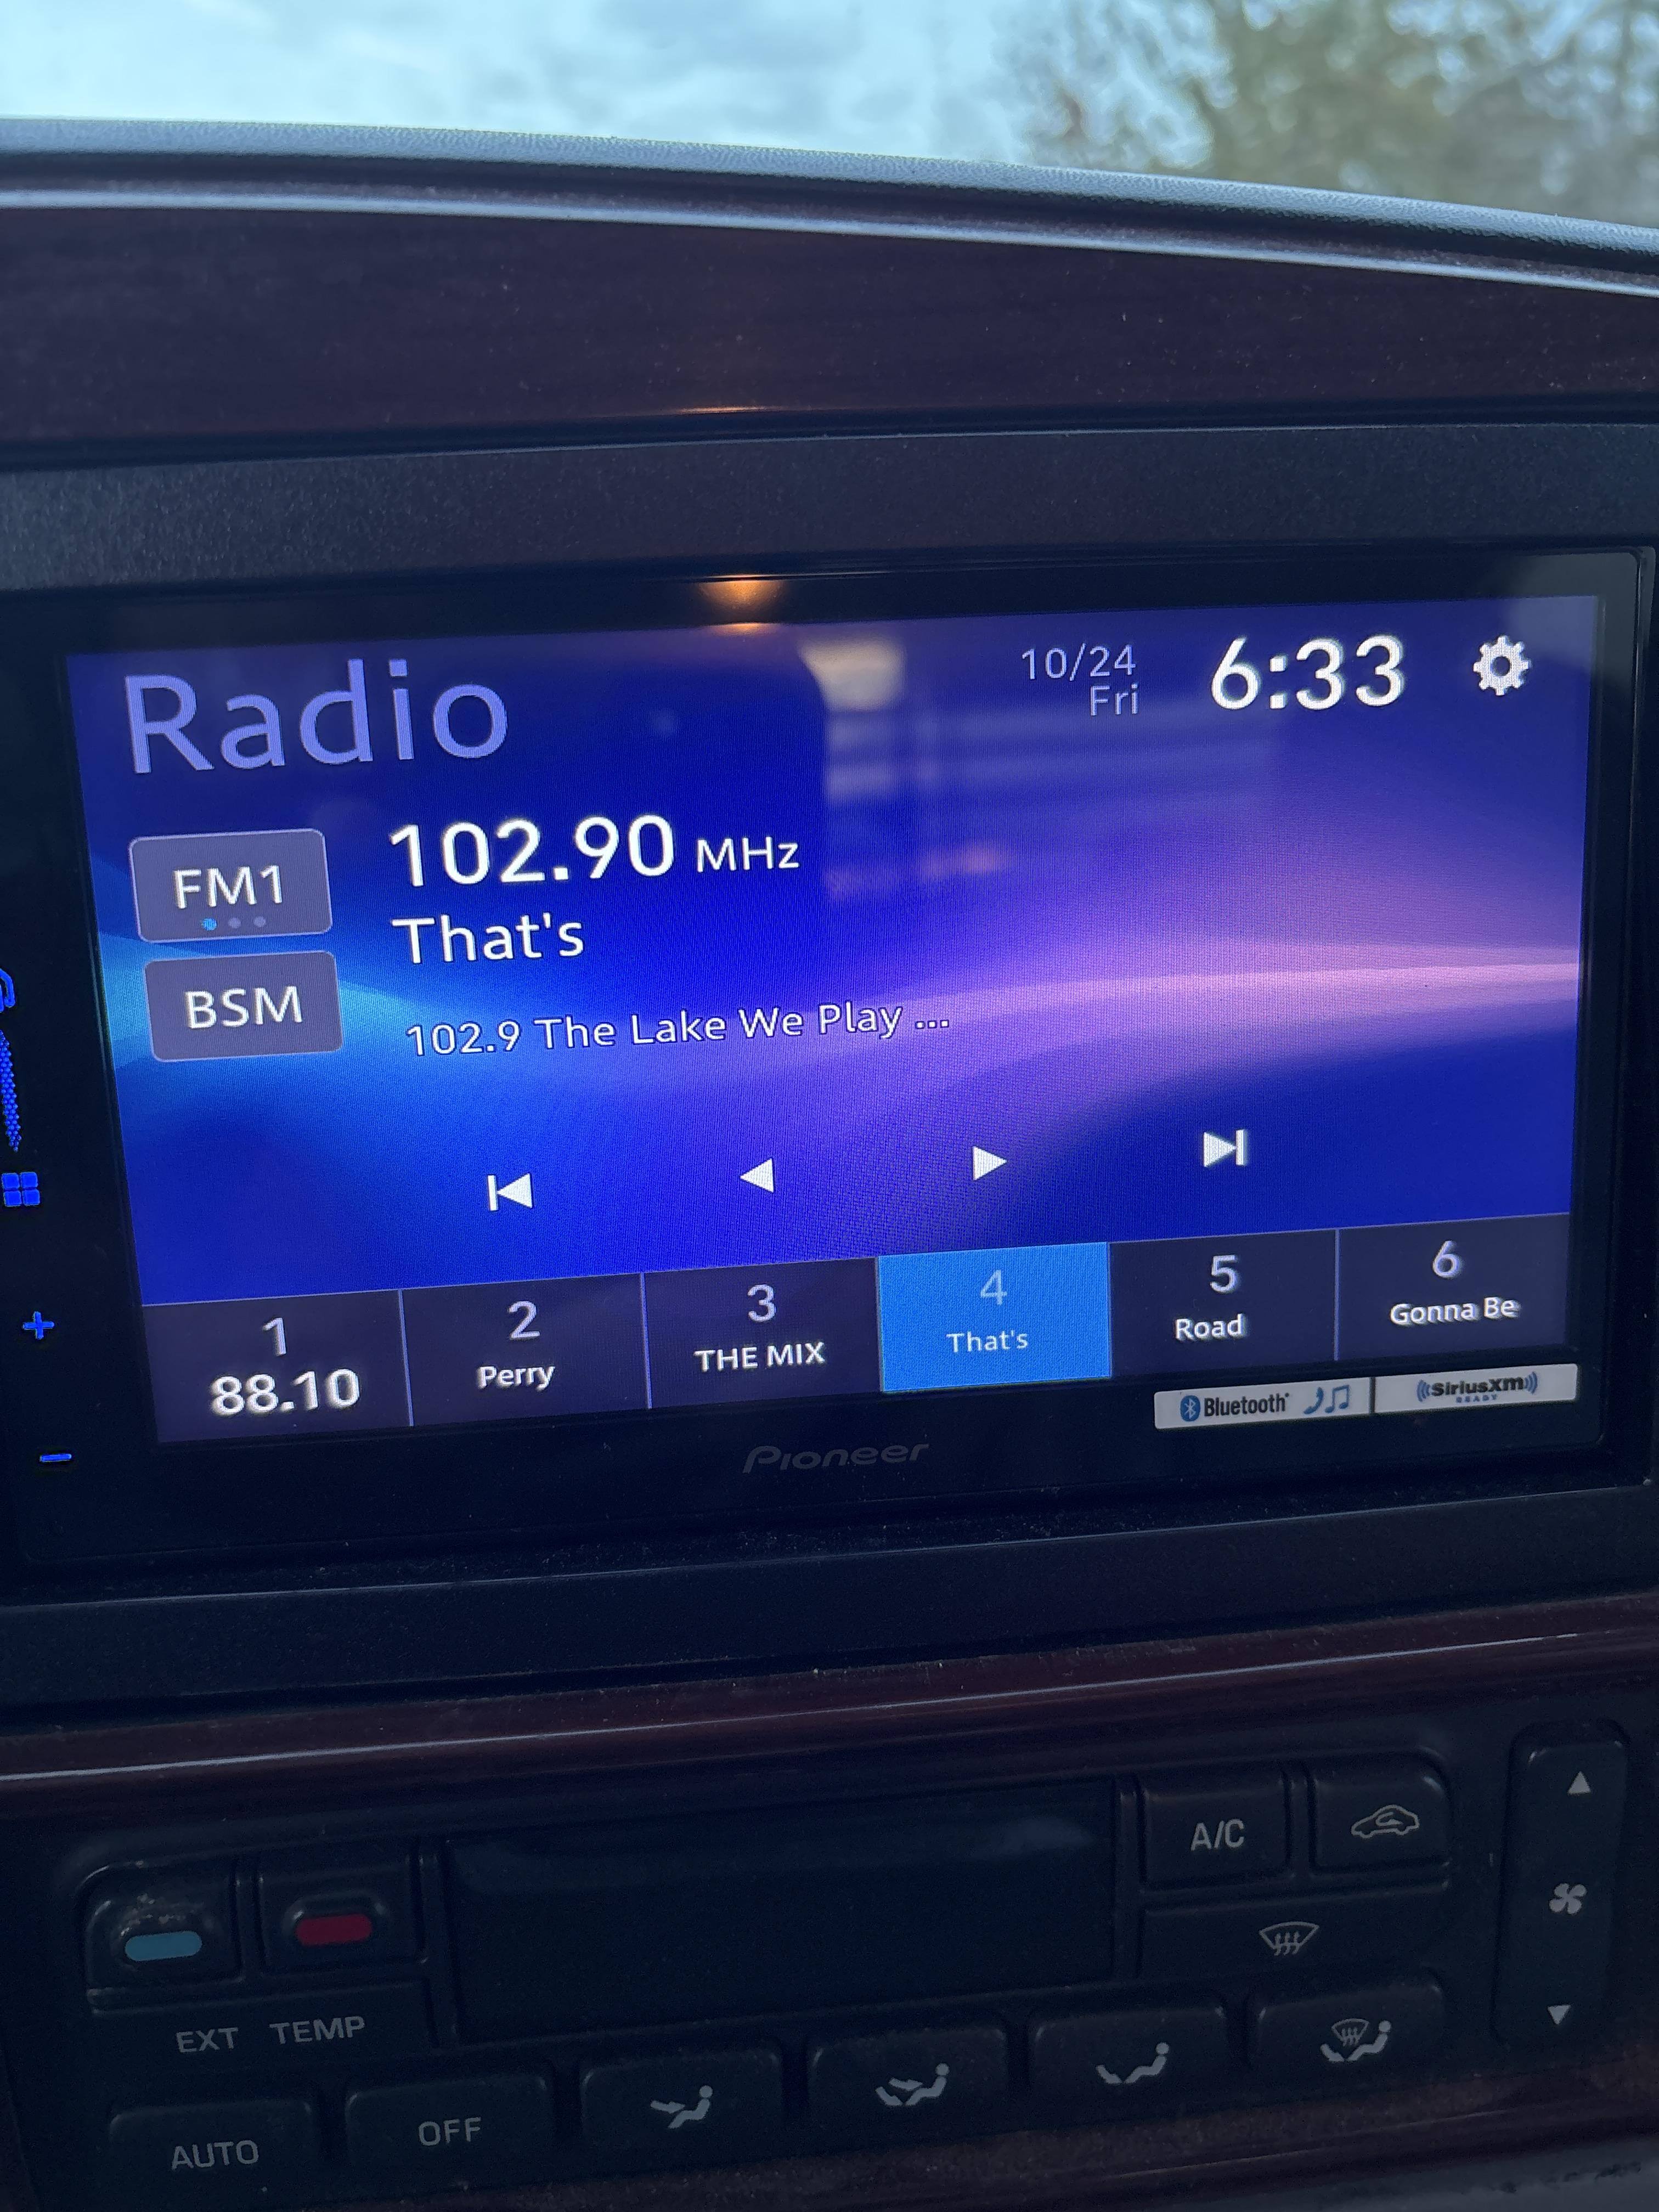 Radio
10/24
Fri
6:33
FM1
102.90 MHz
That's
BSM
102.9 The Lake We Play ...
1
88.10
2
Perry
3
THE MIX
4
That's
5
Road
6
Gonna Be
Bluetooth
SiriusXm
READY
Pioneer
A/C
EXT TEMP
AUTO
OFF